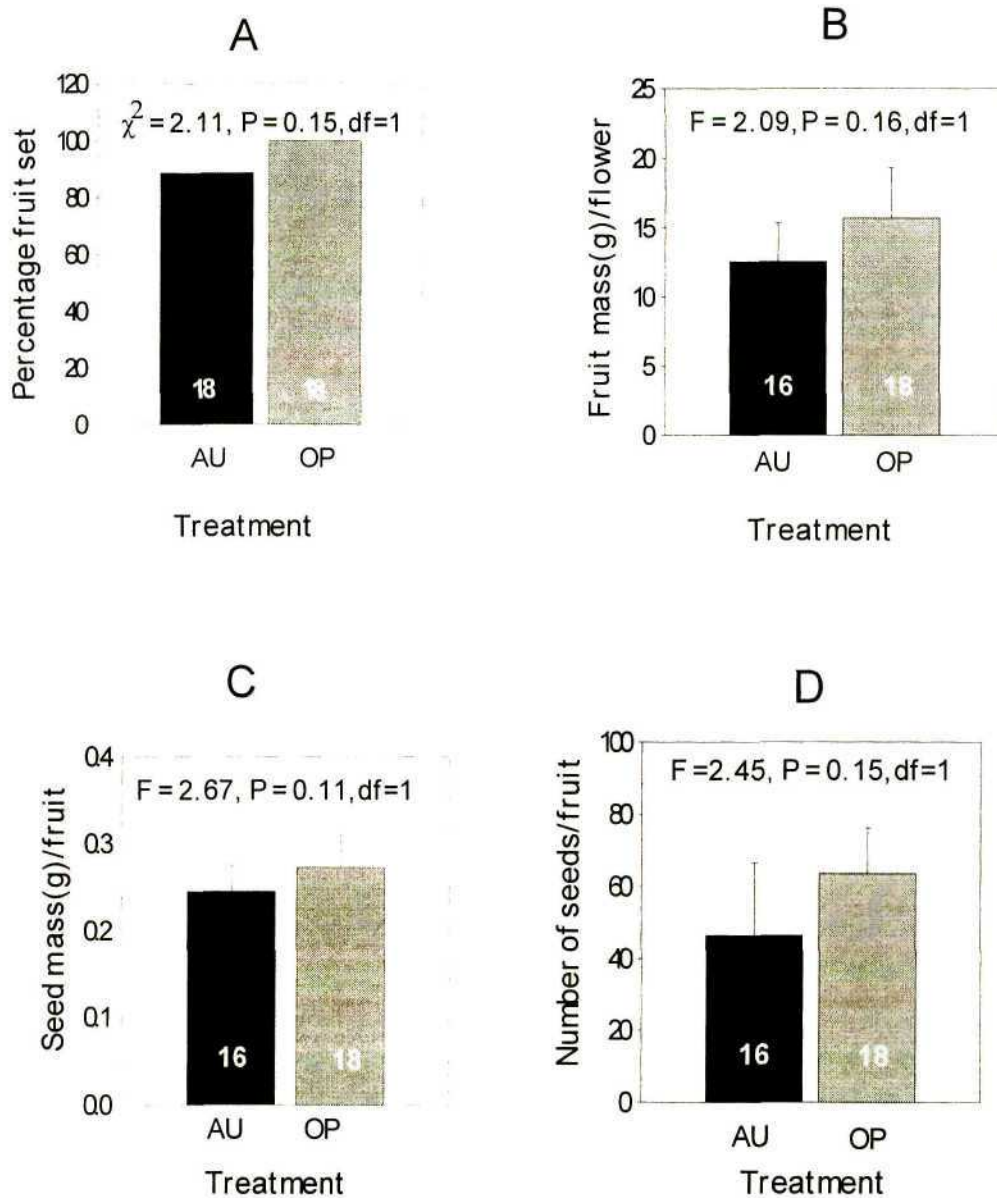 A
Percentage fruit set
120
100
80
60
40
20
0
χ² = 2.11, P = 0.15, df=1
18
18
AU OP
Treatment
B
Fruit mass(g)/flower
25
20
15
10
5
0
F = 2.09, P = 0.16, df=1
16
18
AU OP
Treatment
C
Seed mass(g)/fruit
0.4
0.3
0.2
0.1
0.0
F = 2.67, P = 0.11, df=1
16
18
AU OP
Treatment
D
Number of seeds/fruit
100
80
60
40
20
0
F =2.45, P = 0.15, df=1
16
18
AU OP
Treatment